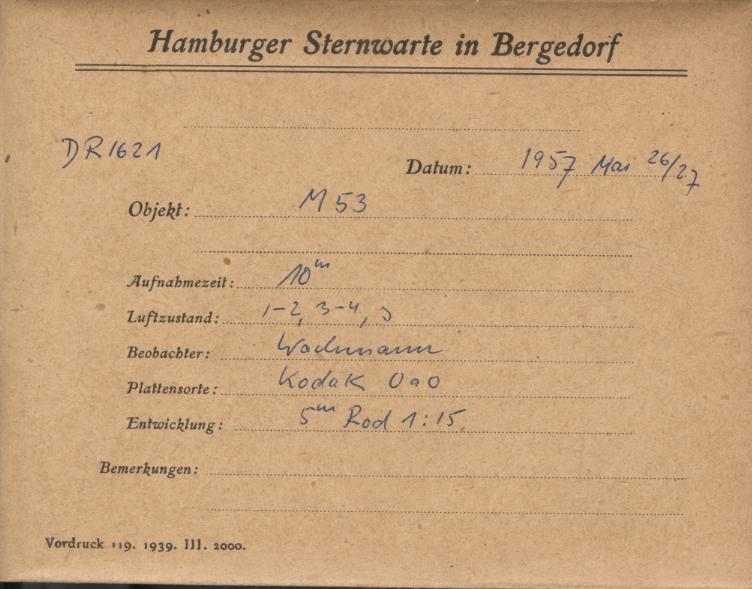 Hamburger Sternwarte in Bergedorf
DR1621
Datum: 1957 Mai 26/27
Objekt: M 53
Aufnahmezeit: 10ᵐ
Luftzustand: 1-2, 3-4, 3
Beobachter: Wachmann
Plattensorte: Kodak OaO
Entwicklung: 5ᵐ Rod 1:15
Bemerkungen:
Vordruck 119. 1939. III. 2000.